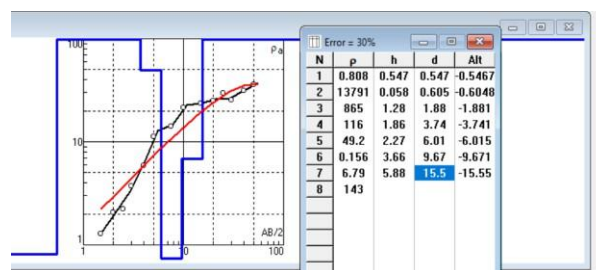 Error = 30%
N ρ h d Alt
1 0.808 0.547 0.547 -0.5467
2 13791 0.058 0.605 -0.6048
3 865 1.28 1.88 -1.881
4 116 1.86 3.74 -3.741
5 49.2 2.27 6.01 -6.015
6 0.156 3.66 9.67 -9.671
7 6.79 5.88 15.5 -15.55
8 143
100
ρa
10
1
AB/2
1
10
100